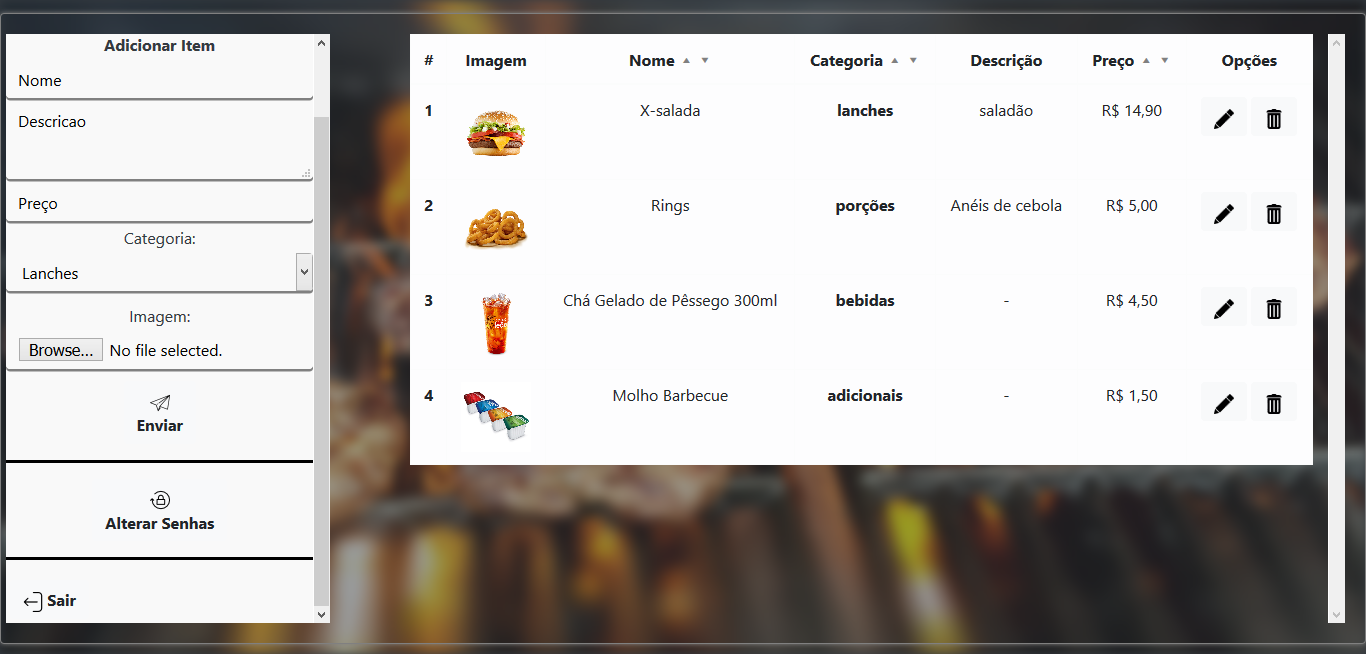 Adicionar Item
Nome
Descricao
Preço
Categoria:
Lanches
Imagem:
Browse... No file selected.
Enviar
Alterar Senhas
Sair
# Imagem Nome Categoria Descrição Preço Opções
1 X-salada lanches saladão R$ 14,90
2 Rings porções Anéis de cebola R$ 5,00
3 Chá Gelado de Pêssego 300ml bebidas - R$ 4,50
4 Molho Barbecue adicionais - R$ 1,50